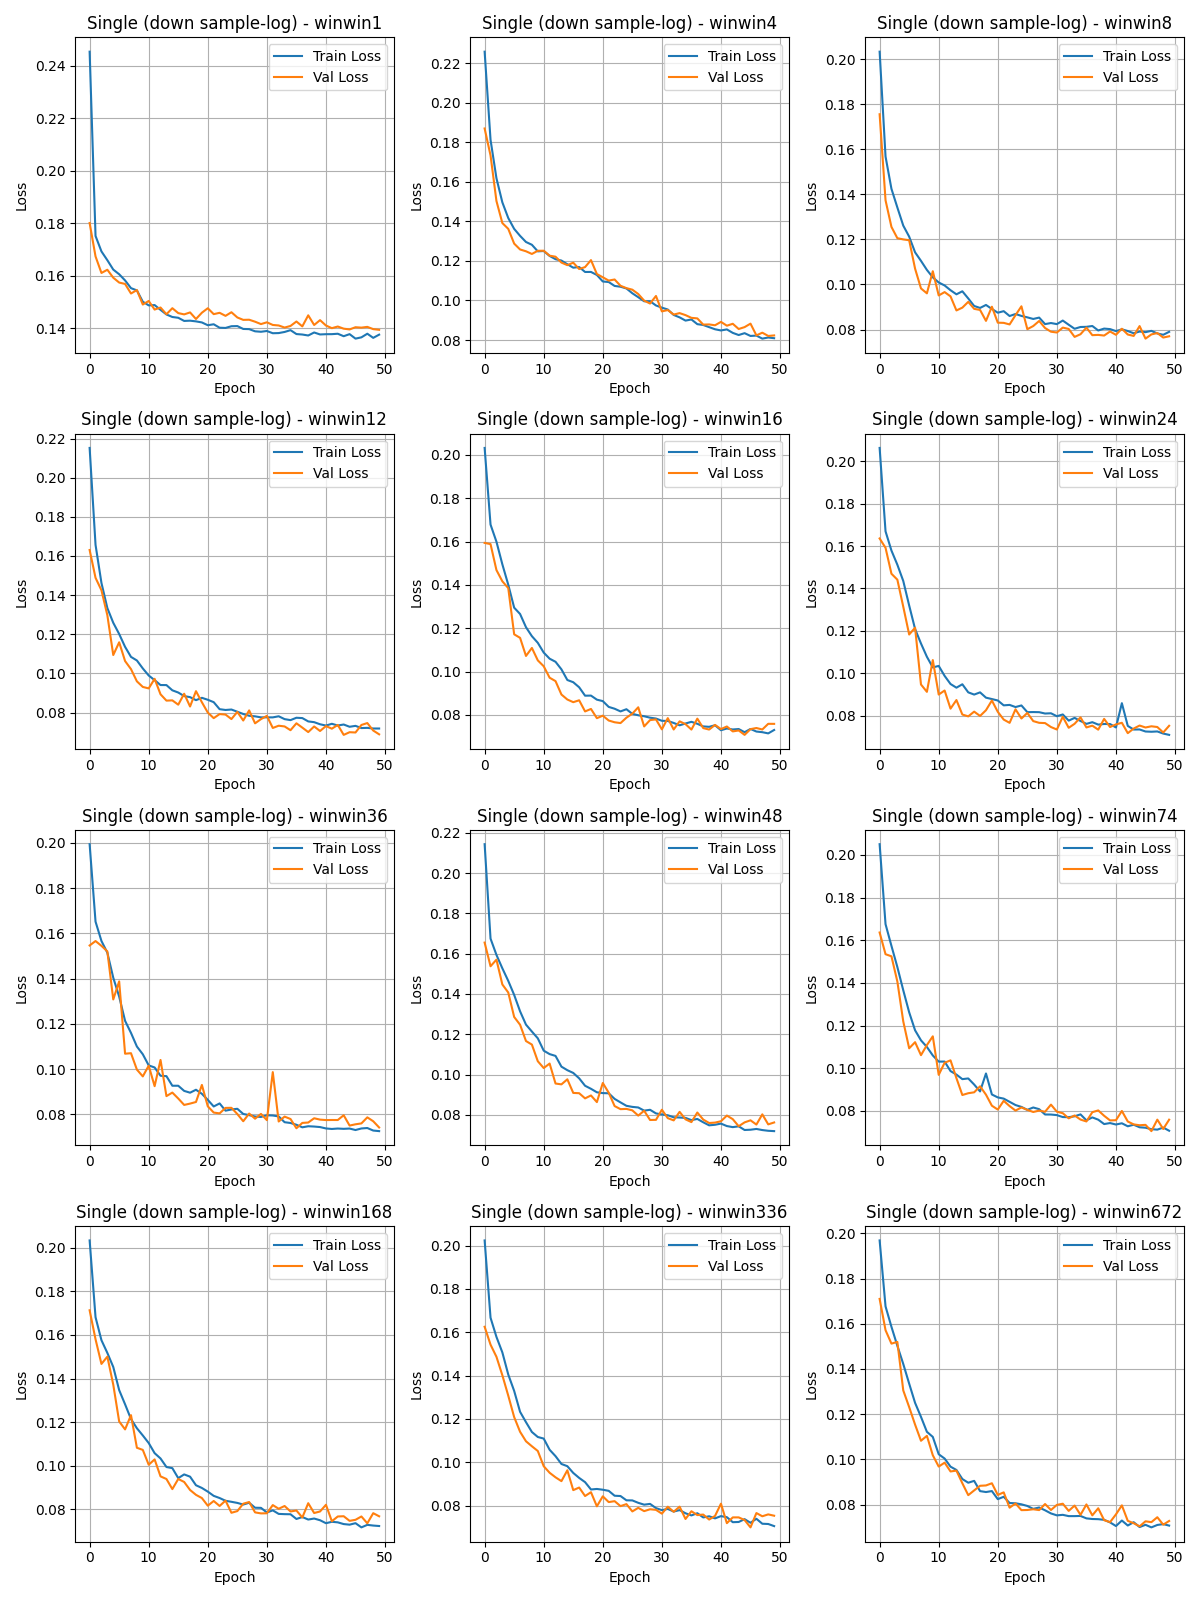 Single (down sample-log) - winwin1
Single (down sample-log) - winwin4
Single (down sample-log) - winwin8
Train Loss
Val Loss
Train Loss
Val Loss
Train Loss
Val Loss
Loss
0.24
0.22
0.20
0.18
0.16
0.14
Loss
0.22
0.20
0.18
0.16
0.14
0.12
0.10
0.08
Loss
0.20
0.18
0.16
0.14
0.12
0.10
0.08
0 10 20 30 40 50
0 10 20 30 40 50
0 10 20 30 40 50
Epoch
Epoch
Epoch
Single (down sample-log) - winwin12
Single (down sample-log) - winwin16
Single (down sample-log) - winwin24
Train Loss
Val Loss
Train Loss
Val Loss
Train Loss
Val Loss
Loss
0.22
0.20
0.18
0.16
0.14
0.12
0.10
0.08
Loss
0.20
0.18
0.16
0.14
0.12
0.10
0.08
Loss
0.20
0.18
0.16
0.14
0.12
0.10
0.08
0 10 20 30 40 50
0 10 20 30 40 50
0 10 20 30 40 50
Epoch
Epoch
Epoch
Single (down sample-log) - winwin36
Single (down sample-log) - winwin48
Single (down sample-log) - winwin74
Train Loss
Val Loss
Train Loss
Val Loss
Train Loss
Val Loss
Loss
0.20
0.18
0.16
0.14
0.12
0.10
0.08
Loss
0.22
0.20
0.18
0.16
0.14
0.12
0.10
0.08
Loss
0.20
0.18
0.16
0.14
0.12
0.10
0.08
0 10 20 30 40 50
0 10 20 30 40 50
0 10 20 30 40 50
Epoch
Epoch
Epoch
Single (down sample-log) - winwin168
Single (down sample-log) - winwin336
Single (down sample-log) - winwin672
Train Loss
Val Loss
Train Loss
Val Loss
Train Loss
Val Loss
Loss
0.20
0.18
0.16
0.14
0.12
0.10
0.08
Loss
0.20
0.18
0.16
0.14
0.12
0.10
0.08
Loss
0.20
0.18
0.16
0.14
0.12
0.10
0.08
0 10 20 30 40 50
0 10 20 30 40 50
0 10 20 30 40 50
Epoch
Epoch
Epoch